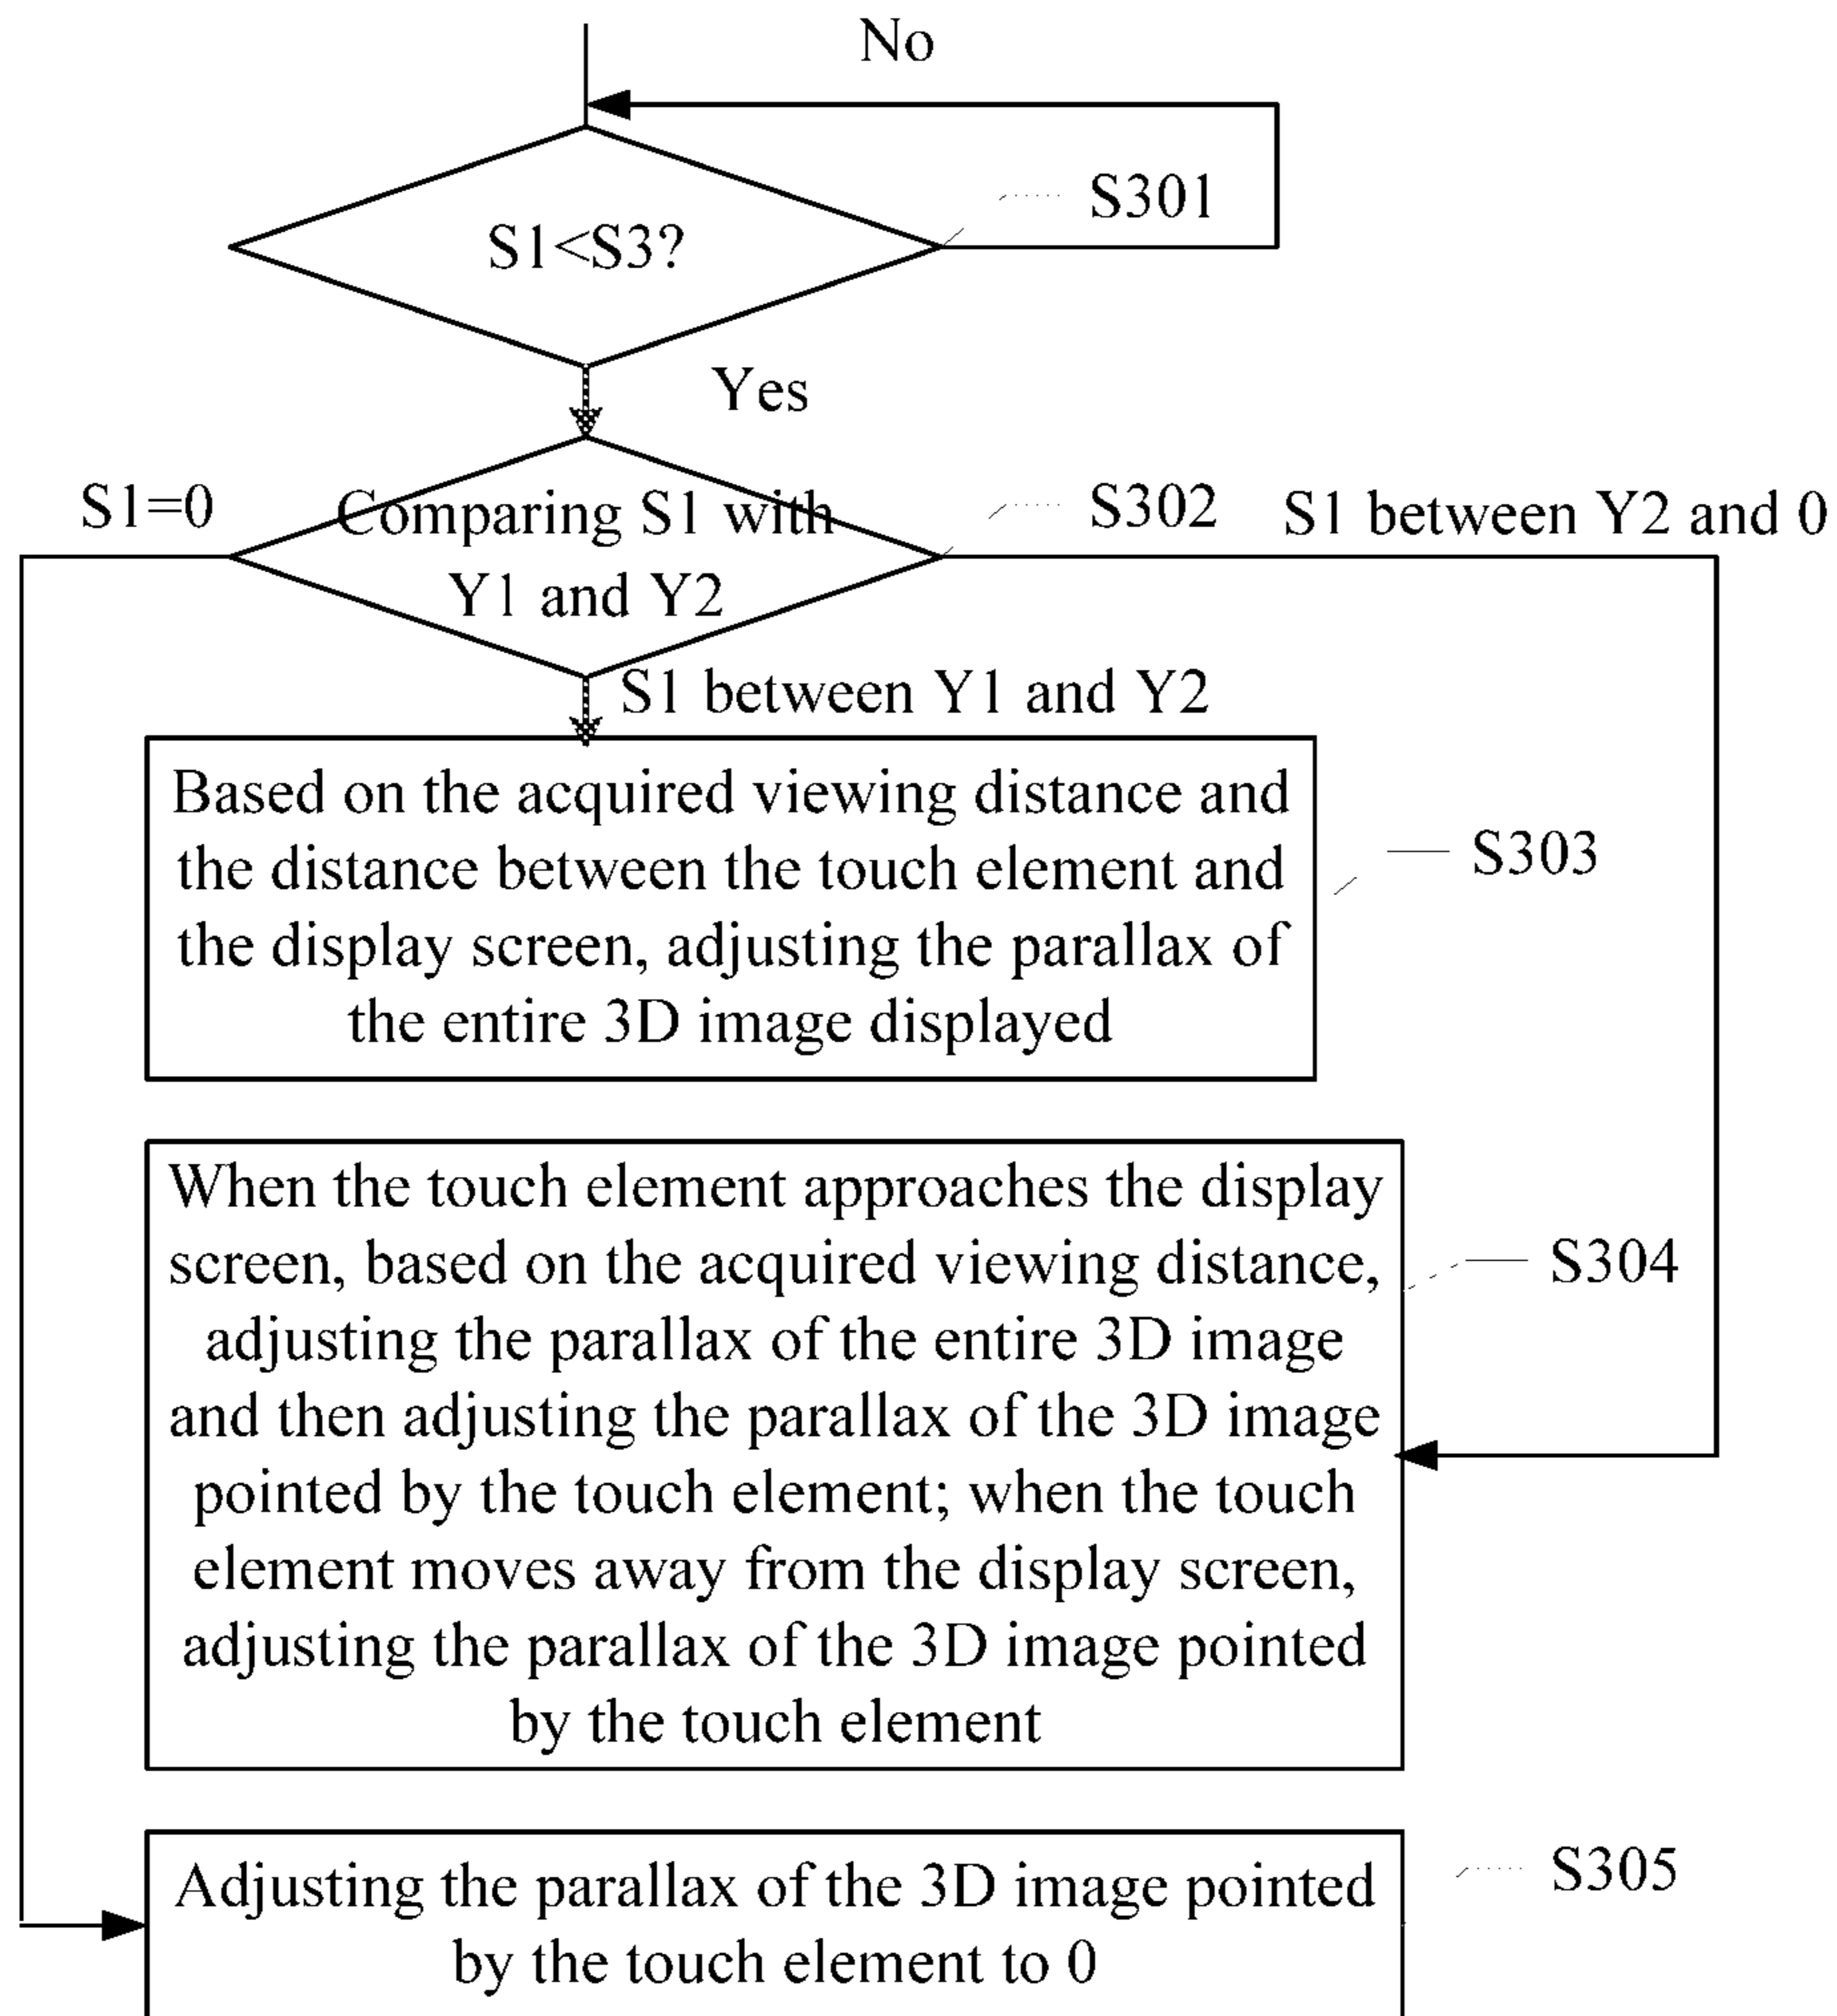 No
S301
S1<S3?
Yes
S1=0
Comparing S1 with
Y1 and Y2
S302
S1 between Y2 and 0
S1 between Y1 and Y2
Based on the acquired viewing distance and
the distance between the touch element and
the display screen, adjusting the parallax of
the entire 3D image displayed
S303
When the touch element approaches the display
screen, based on the acquired viewing distance,
adjusting the parallax of the entire 3D image
and then adjusting the parallax of the 3D image
pointed by the touch element; when the touch
element moves away from the display screen,
adjusting the parallax of the 3D image pointed
by the touch element
S304
Adjusting the parallax of the 3D image pointed
by the touch element to 0
S305